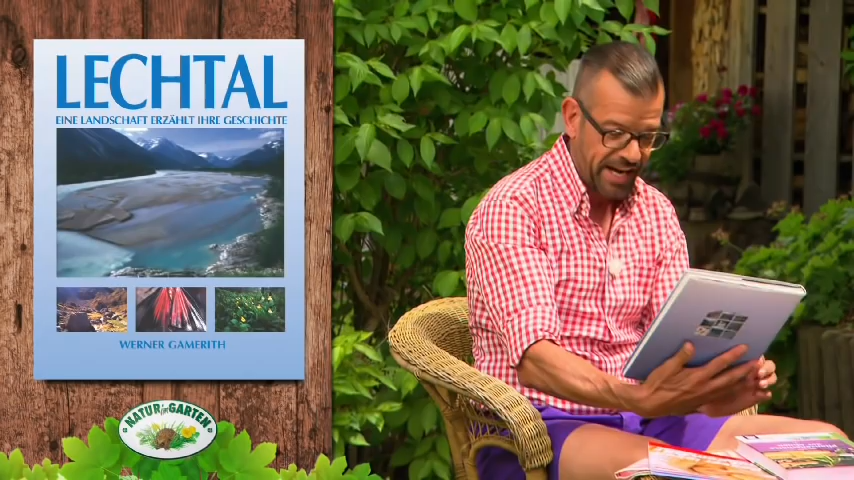 LECHTAL
EINE LANDSCHAFT ERZÄHLT IHRE GESCHICHTE
WERNER GAMERITH
NATUR im GARTEN